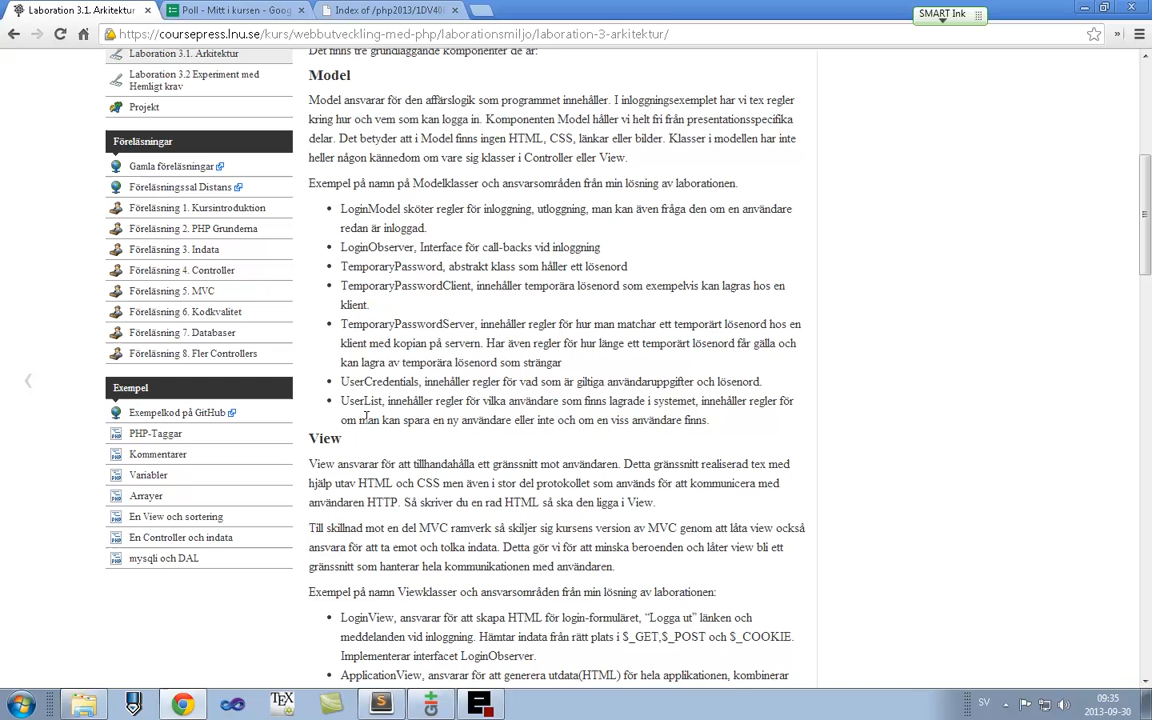 Laboration 3.1. Arkitektur
Poll - Mitt i kursen - Goog
Index of /php2013/1DV40
SMART Ink
https://coursepress.lnu.se/kurs/webbutveckling-med-php/laborationsmiljo/laboration-3-arkitektur/
Laboration 3.1. Arkitektur
Laboration 3.2 Experiment med
Hemligt krav
Projekt
Föreläsningar
Gamla föreläsningar
Föreläsningssal Distans
Föreläsning 1. Kursintroduktion
Föreläsning 2. PHP Grunderna
Föreläsning 3. Indata
Föreläsning 4. Controller
Föreläsning 5. MVC
Föreläsning 6. Kodkvalitet
Föreläsning 7. Databaser
Föreläsning 8. Fler Controllers
Exempel
Exempelkod på GitHub
PHP-Taggar
Kommentarer
Variabler
Arrayer
En View och sortering
En Controller och indata
mysqli och DAL
Det finns tre grundläggande komponenter de är:
Model
Model ansvarar för den affärslogik som programmet innehåller. I inloggningsexemplet har vi tex regler
kring hur och vem som kan logga in. Komponenten Model håller vi helt fri från presentationsspecifika
delar. Det betyder att i Model finns ingen HTML, CSS, länkar eller bilder. Klasser i modellen har inte
heller någon kännedom om vare sig klasser i Controller eller View.
Exempel på namn på Modelklasser och ansvarsområden från min lösning av laborationen.
LoginModel sköter regler för inloggning, utloggning, man kan även fråga den om en användare
redan är inloggad.
LoginObserver, Interface för call-backs vid inloggning
TemporaryPassword, abstrakt klass som håller ett lösenord
TemporaryPasswordClient, innehåller temporära lösenord som exempelvis kan lagras hos en
klient.
TemporaryPasswordServer, innehåller regler för hur man matchar ett temporärt lösenord hos en
klient med kopian på servern. Har även regler för hur länge ett temporärt lösenord får gälla och
kan lagra av temporära lösenord som strängar
UserCredentials, innehåller regler för vad som är giltiga användaruppgifter och lösenord.
UserList, innehåller regler för vilka användare som finns lagrade i systemet, innehåller regler för
om man kan spara en ny användare eller inte och om en viss användare finns.
View
View ansvarar för att tillhandahålla ett gränssnitt mot användaren. Detta gränssnitt realiserad tex med
hjälp utav HTML och CSS men även i stor del protokollet som används för att kommunicera med
användaren HTTP. Så skriver du en rad HTML så ska den ligga i View.
Till skillnad mot en del MVC ramverk så skiljer sig kursens version av MVC genom att låta view också
ansvara för att ta emot och tolka indata. Detta gör vi för att minska beroenden och låter view bli ett
gränssnitt som hanterar hela kommunikationen med användaren.
Exempel på namn Viewklasser och ansvarsområden från min lösning av laborationen:
LoginView, ansvarar för att skapa HTML för login-formuläret, “Logga ut” länken och
meddelanden vid inloggning. Hämtar indata från rätt plats i $_GET,$_POST och $_COOKIE.
Implementerar interfacet LoginObserver.
ApplicationView, ansvarar för att generera utdata(HTML) för hela applikationen, kombinerar
TEX
SV
09:35
2013-09-30